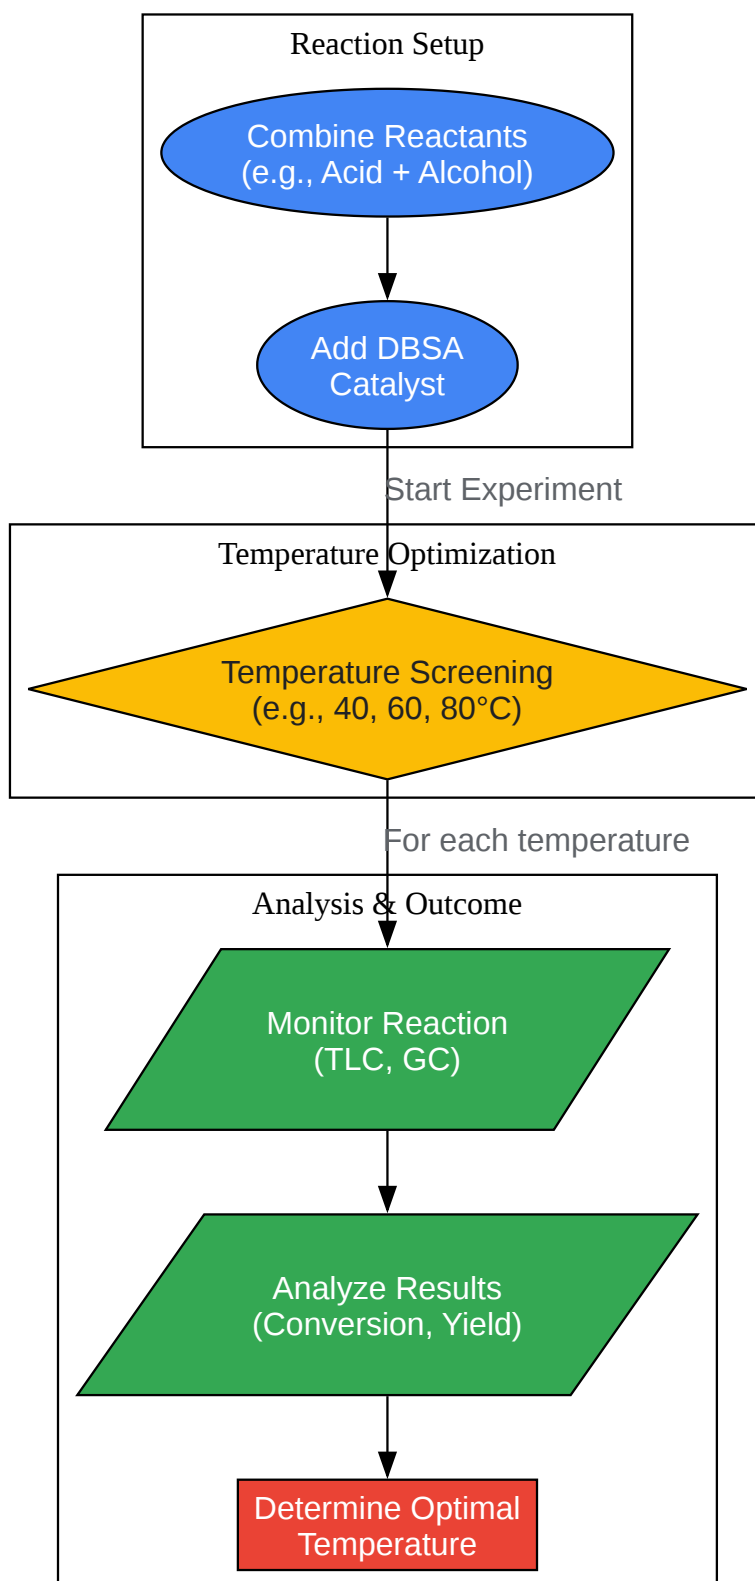 Reaction Setup
Combine Reactants
(e.g., Acid + Alcohol)
Add DBSA
Catalyst
Start Experiment
Temperature Optimization
Temperature Screening
(e.g., 40, 60, 80°C)
For each temperature
Analysis & Outcome
Monitor Reaction
(TLC, GC)
Analyze Results
(Conversion, Yield)
Determine Optimal
Temperature